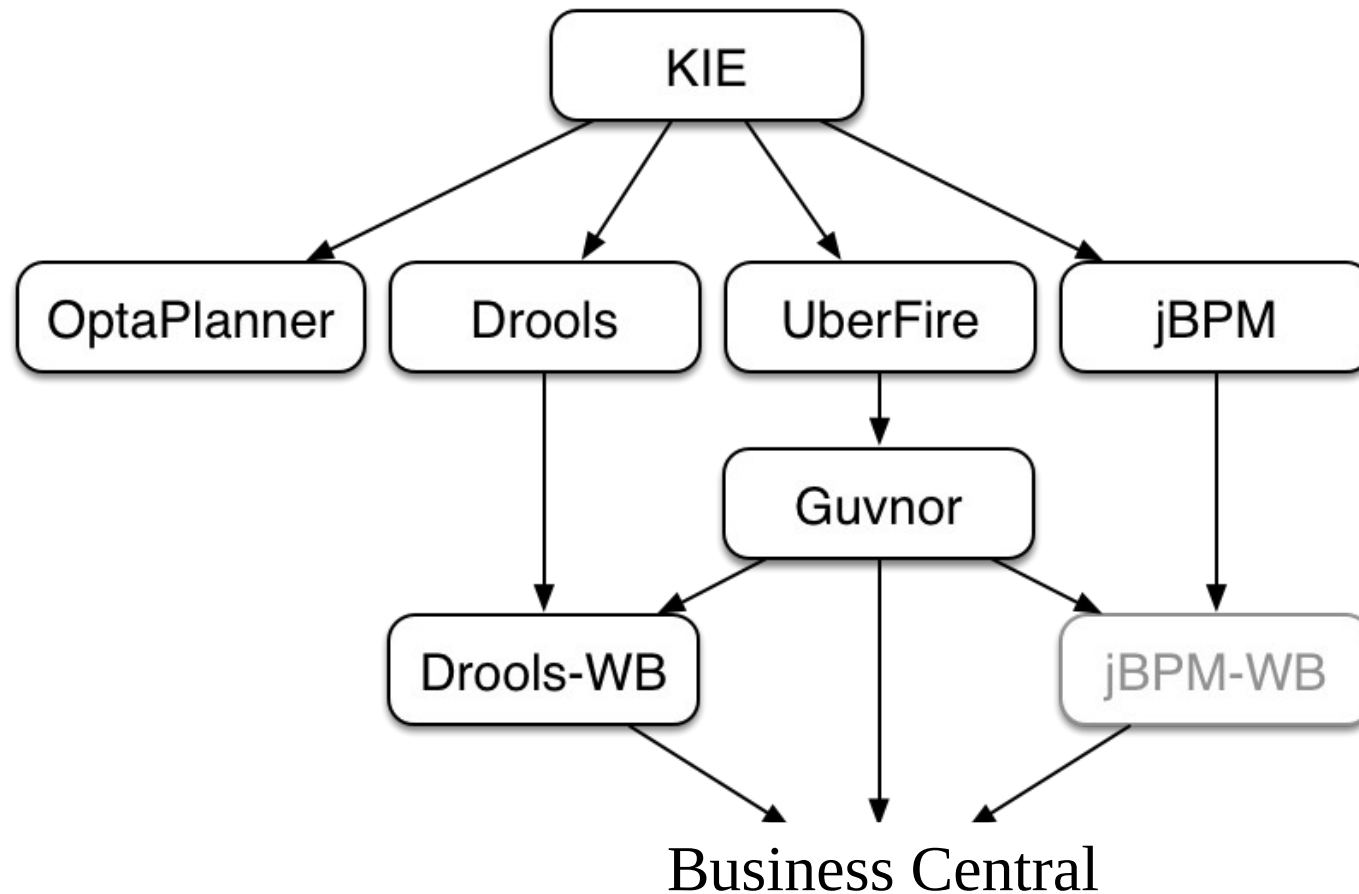 KIE
OptaPlanner
Drools
UberFire
jBPM
Guvnor
Drools-WB
jBPM-WB
Business Central